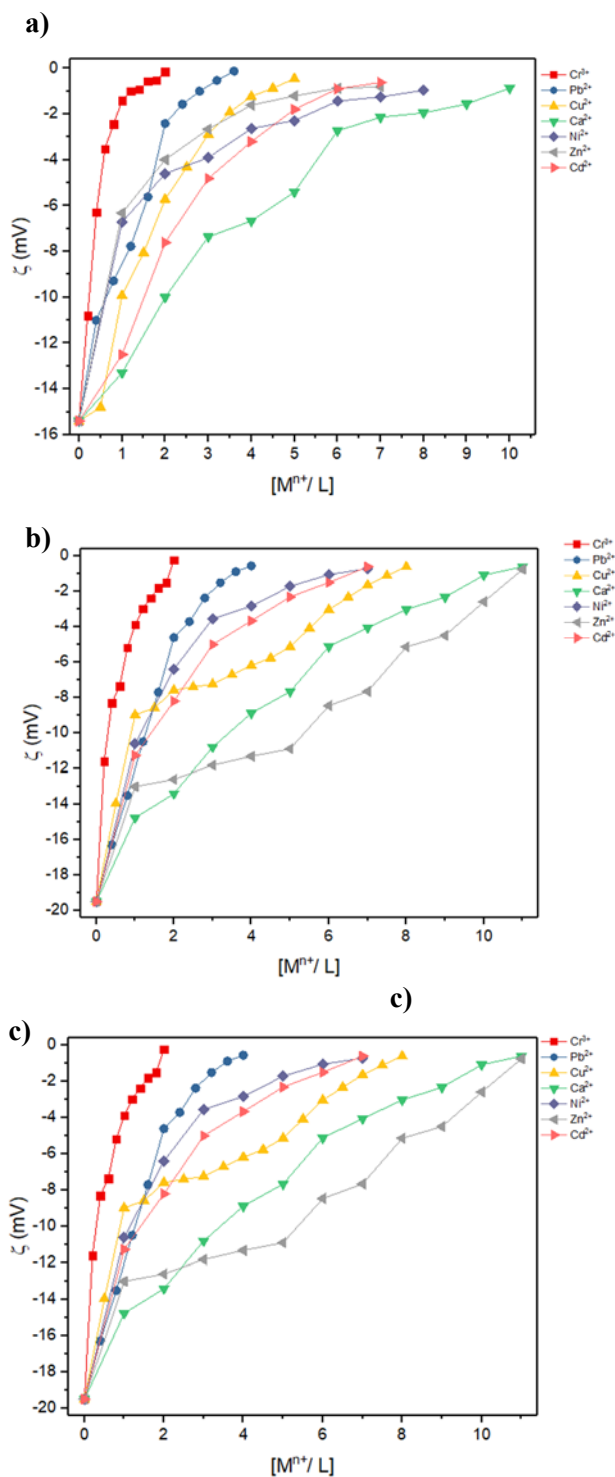 a)
0
-2
-4
-6
-8
-10
-12
-14
-16
ζ (mV)
0 1 2 3 4 5 6 7 8 9 10
[Mⁿ⁺/ L]
Cr³⁺
Pb²⁺
Cu²⁺
Ca²⁺
Ni²⁺
Zn²⁺
Cd²⁺
b)
0
-2
-4
-6
-8
-10
-12
-14
-16
-18
-20
ζ (mV)
0 2 4 6 8 10
[Mⁿ⁺/ L]
Cr³⁺
Pb²⁺
Cu²⁺
Ca²⁺
Ni²⁺
Zn²⁺
Cd²⁺
c)
c)
0
-2
-4
-6
-8
-10
-12
-14
-16
-18
-20
ζ (mV)
0 2 4 6 8 10
[Mⁿ⁺/ L]
Cr³⁺
Pb²⁺
Cu²⁺
Ca²⁺
Ni²⁺
Zn²⁺
Cd²⁺